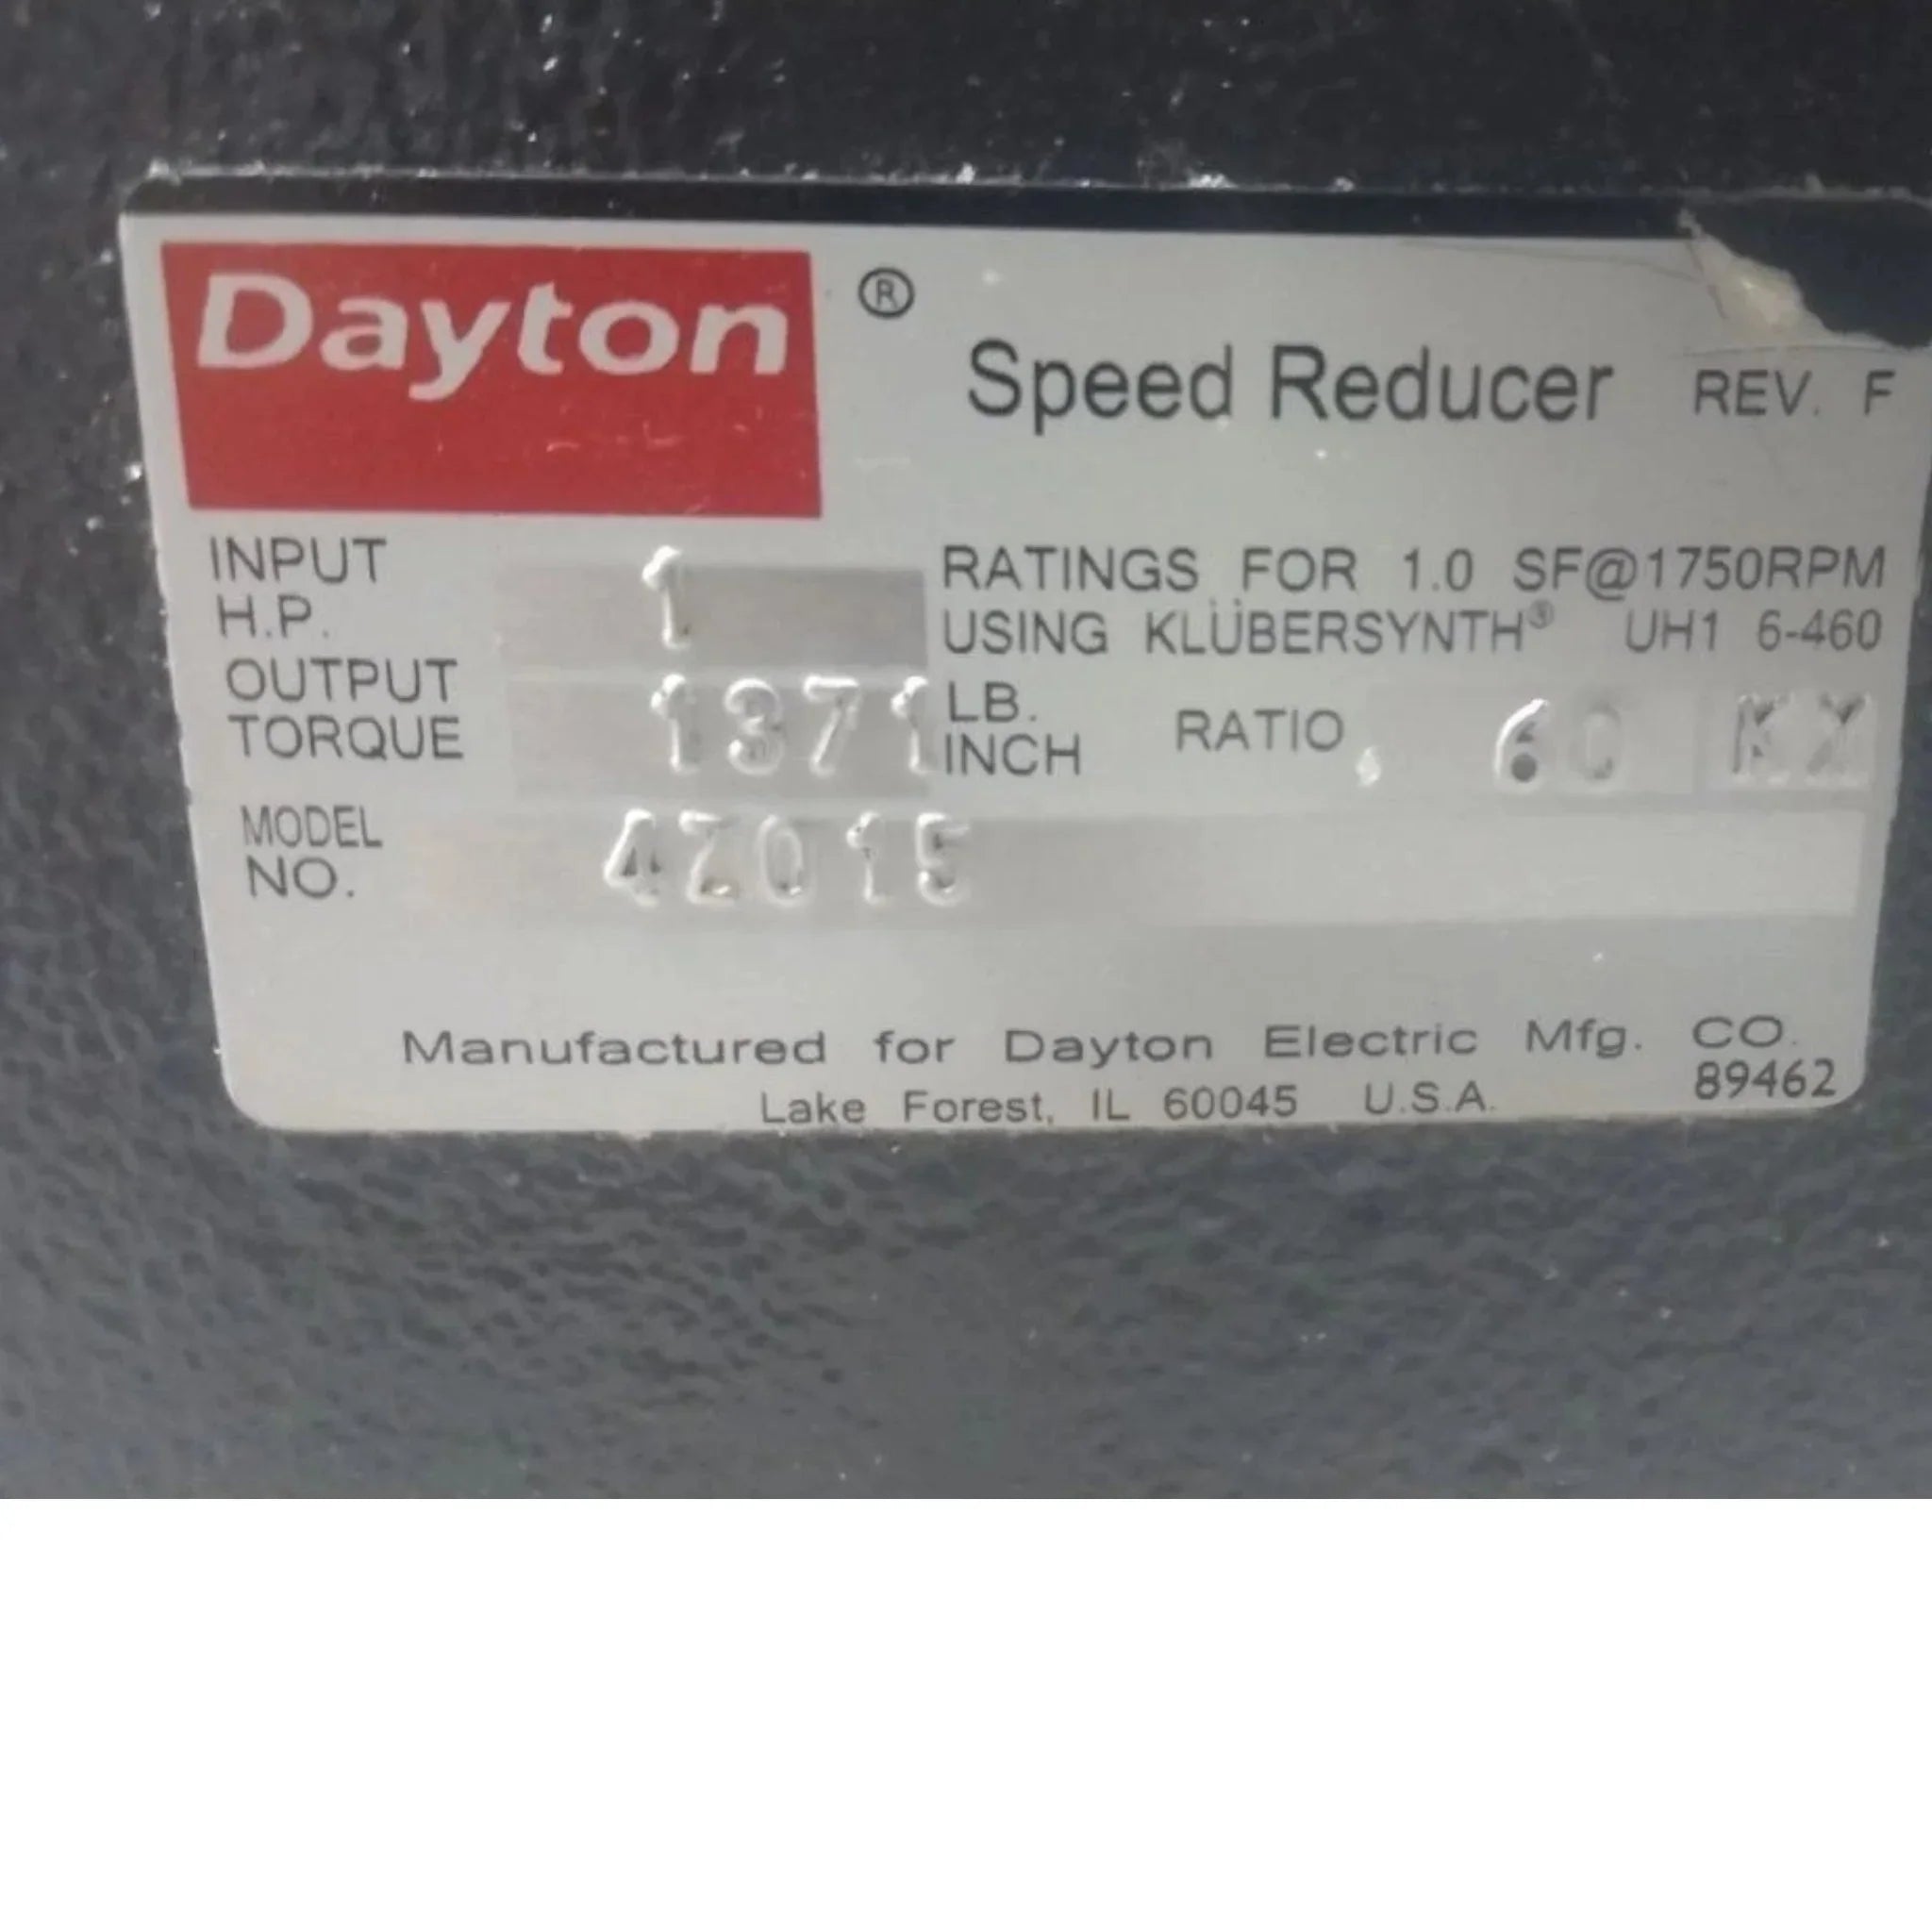 Dayton ®
Speed Reducer REV. F
INPUT H.P. 1
RATINGS FOR 1.0 SF@1750RPM
USING KLÜBERSYNTH® UH1 6-460
OUTPUT TORQUE 1371 LB. INCH
RATIO 60
MODEL NO. 4Z015
Manufactured for Dayton Electric Mfg. CO.
Lake Forest, IL 60045 U.S.A. 89462